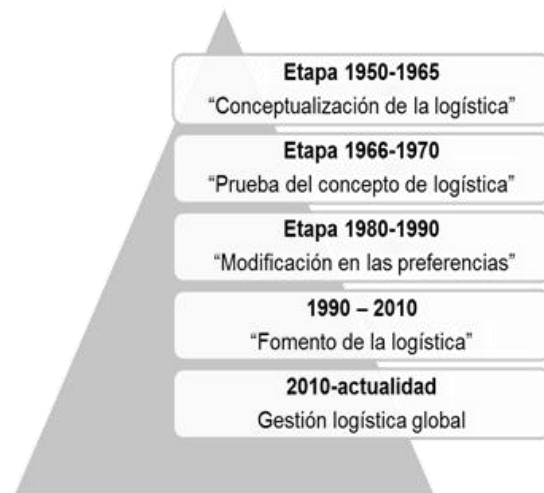 Etapa 1950-1965
“Conceptualización de la logística”
Etapa 1966-1970
“Prueba del concepto de logística”
Etapa 1980-1990
“Modificación en las preferencias”
1990 – 2010
“Fomento de la logística”
2010-actualidad
Gestión logística global